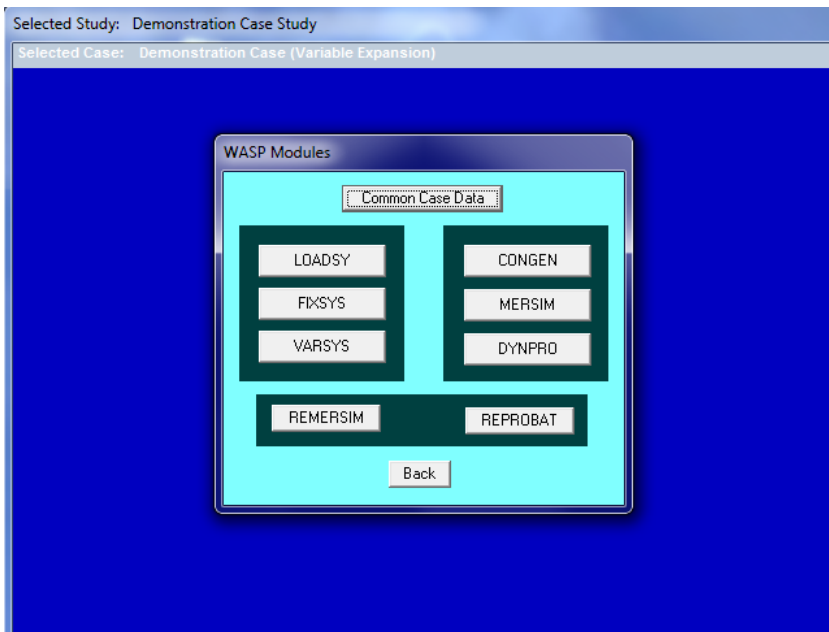 Selected Study: Demonstration Case Study
Selected Case: Demonstration Case (Variable Expansion)
WASP Modules
Common Case Data
LOADSY
CONGEN
FIXSYS
MERSIM
VARSYS
DYNPRO
REMERSIM
REPROBAT
Back